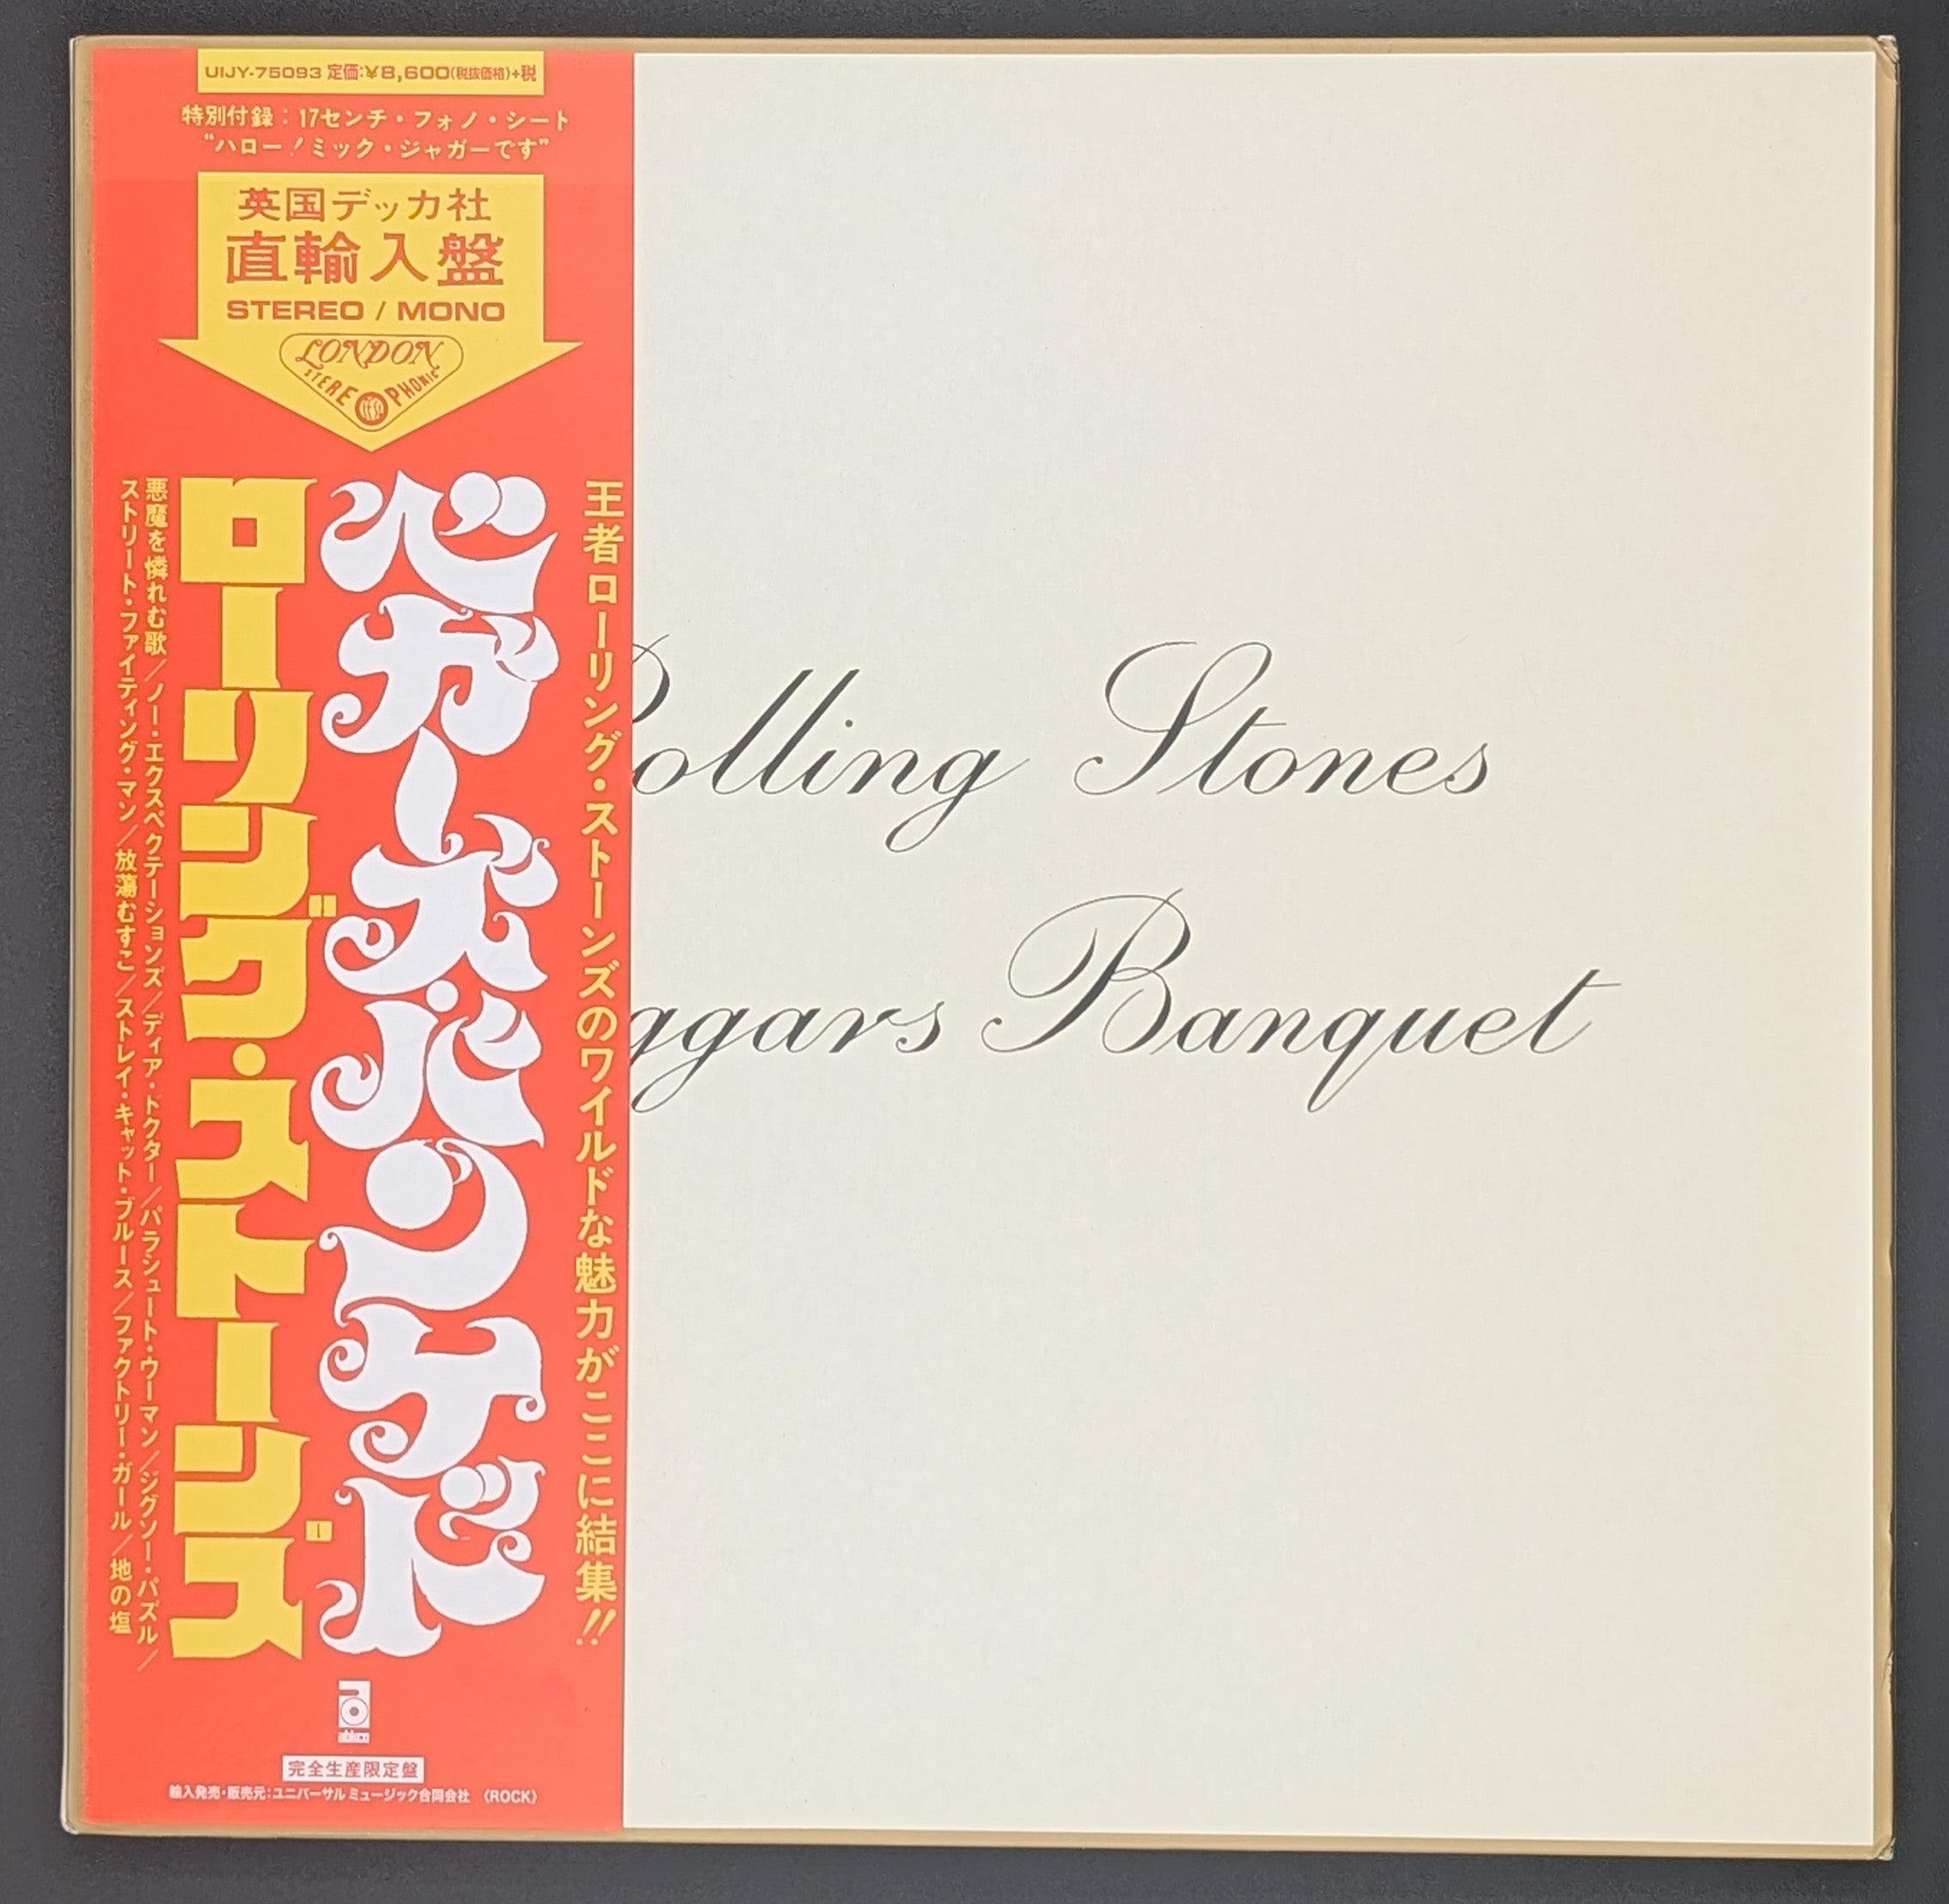 UIJY-75093 定価:¥8,600(税抜価格)+税
特別付録：17センチ・フォノ・シート
“ハロー！ミック・ジャガーです”
英国デッカ社
直輸入盤
STEREO / MONO
LONDON
STEREOPHONIC
ffss
王者ローリング・ストーンズのワイルドな魅力がここに結集!!
ベガーズ・バンケット
ローリング・ストーンズ
悪魔を憐れむ歌／ノー・エクスペクテーションズ／ディア・ドクター／パラシュート・ウーマン／ジグソー・パズル／
ストリート・ファイティング・マン／放蕩むすこ／ストレイ・キャット・ブルース／ファクトリー・ガール／地の塩
abkco
完全生産限定盤
輸入発売・販売元：ユニバーサル ミュージック合同会社 〈ROCK〉
Rolling Stones
ggars Banquet